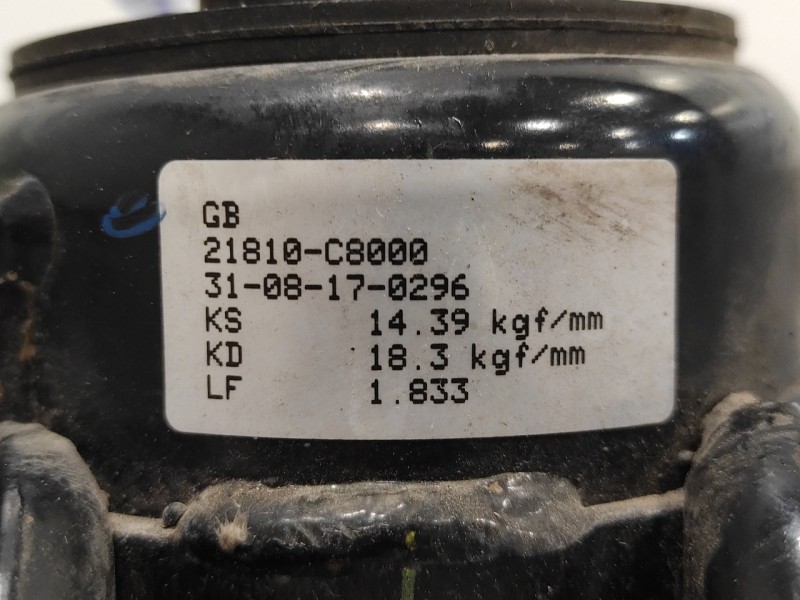 GB
21810-C8000
31-08-17-0296
KS 14.39 kgf/mm
KD 18.3 kgf/mm
LF 1.833